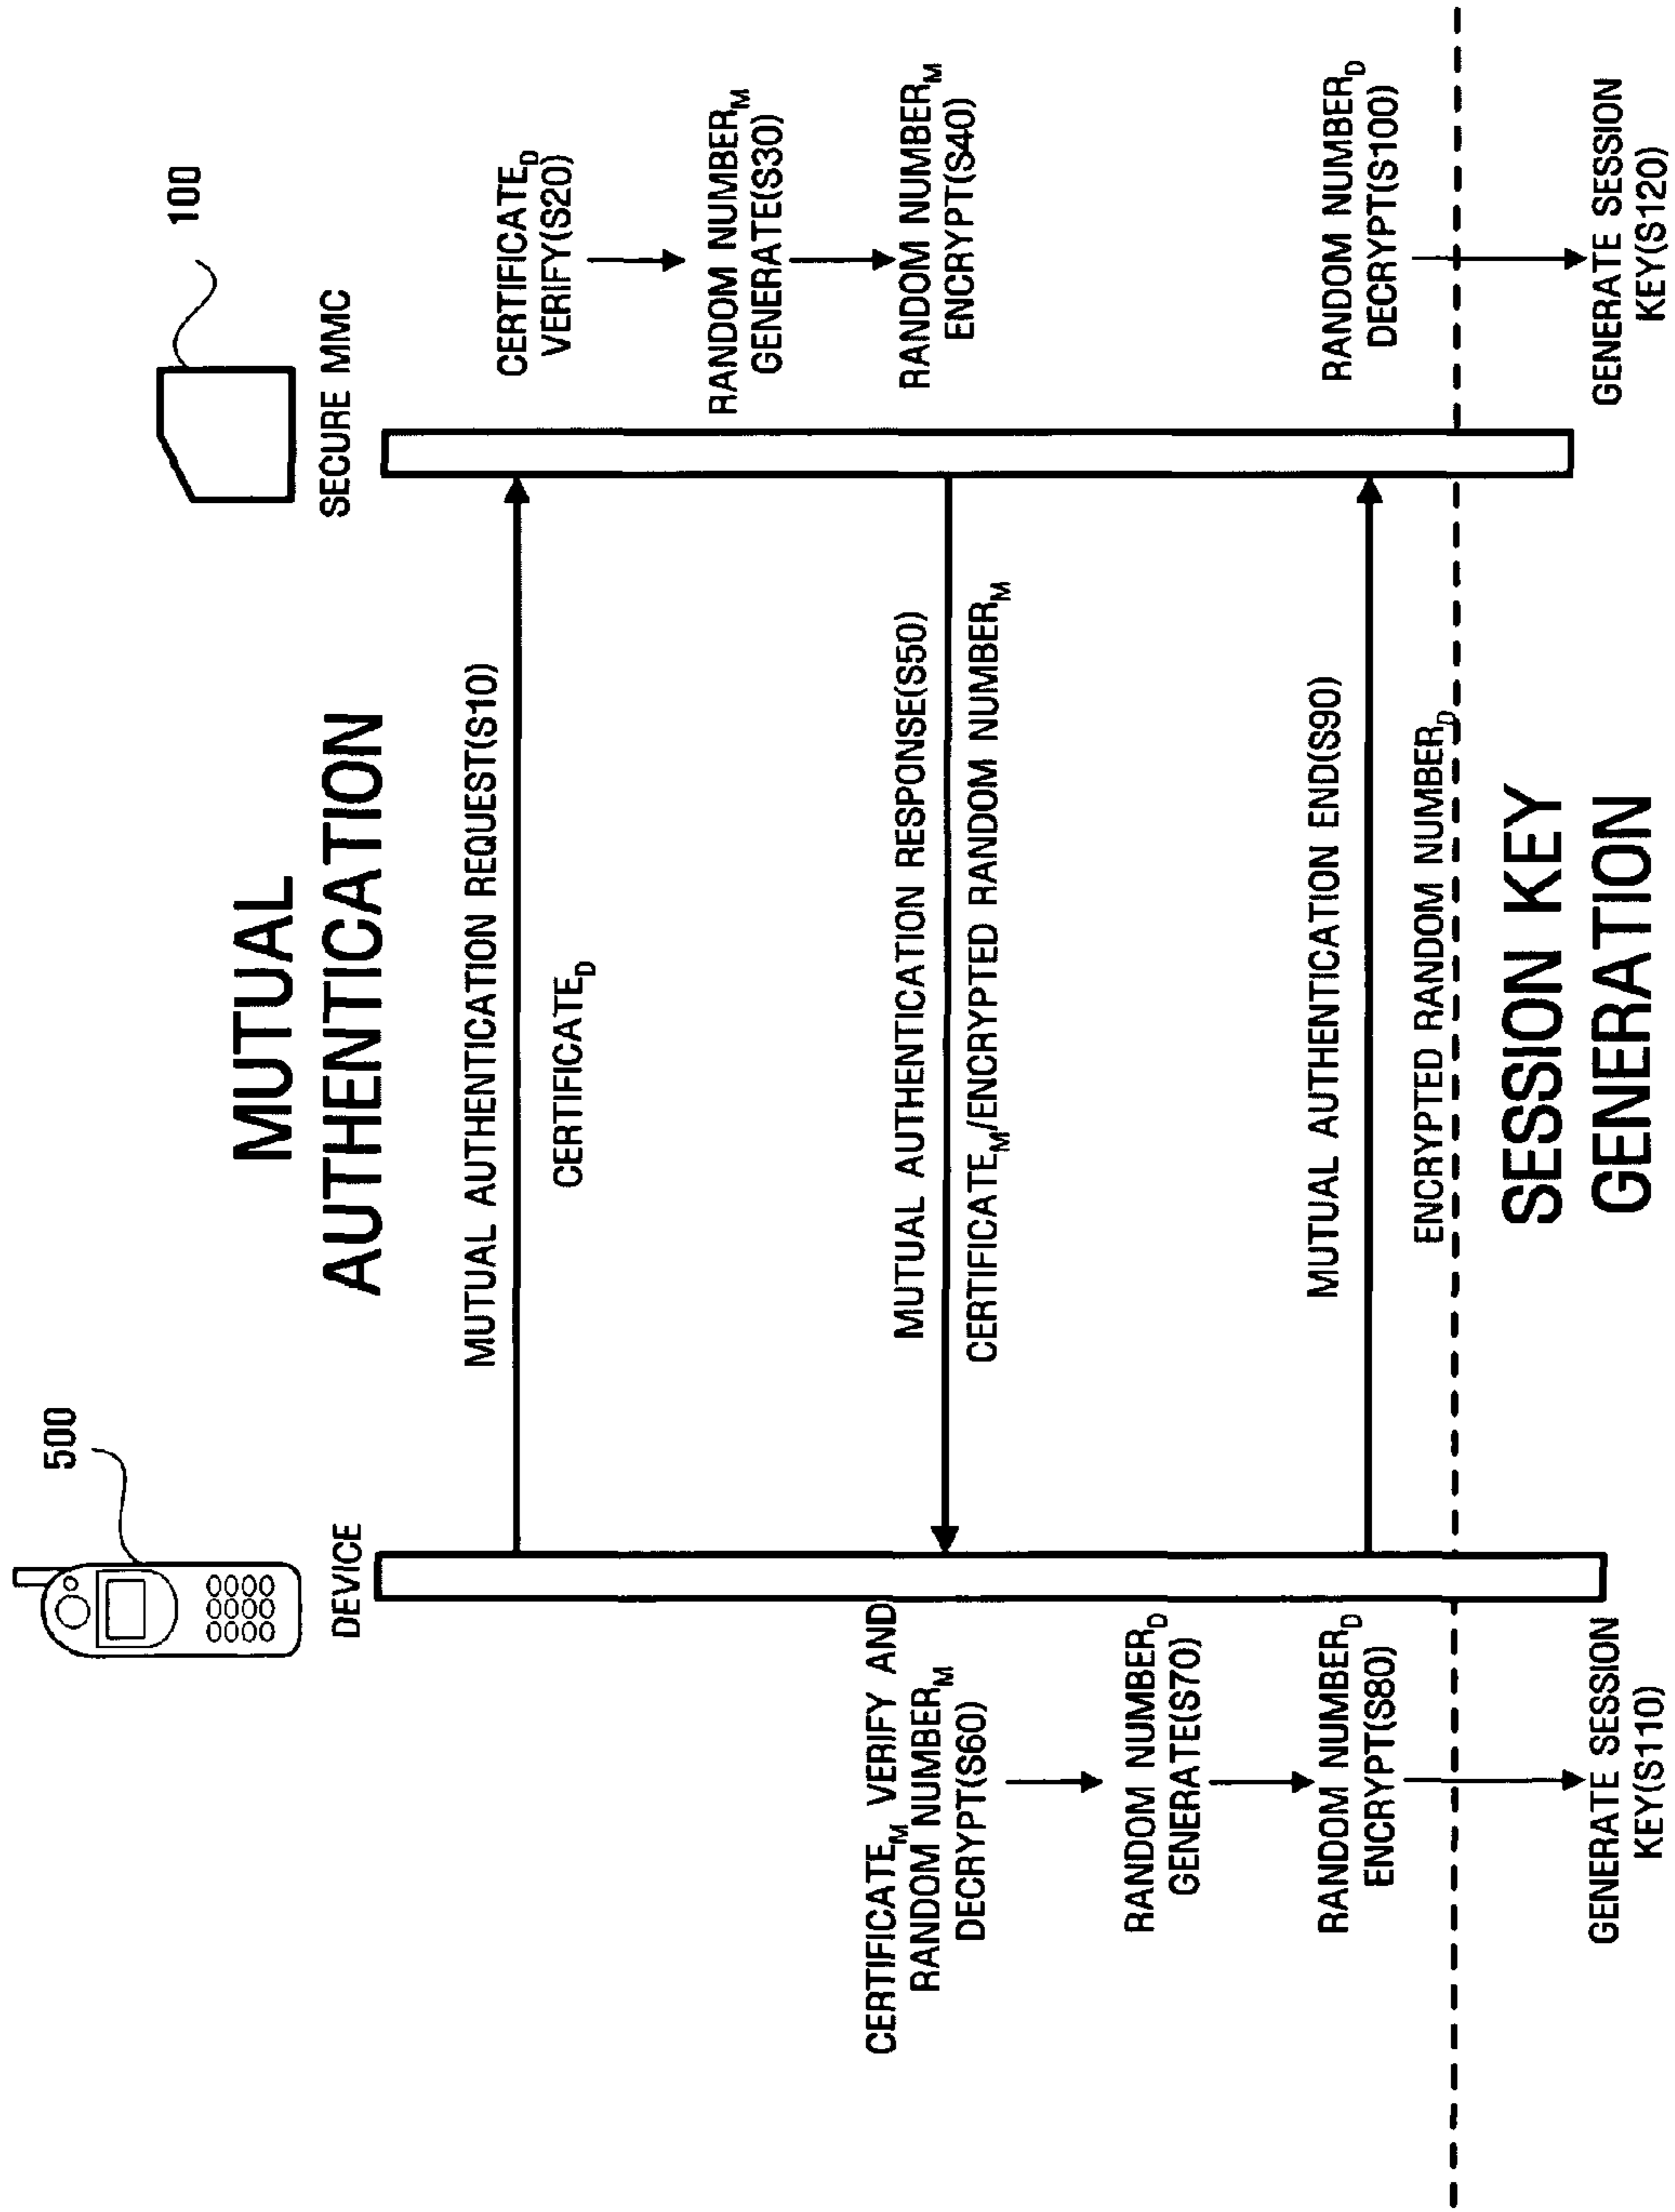 MUTUAL
AUTHENTICATION
500
100
DEVICE
SECURE MMC
MUTUAL AUTHENTICATION REQUEST(S10)
CERTIFICATE_D
CERTIFICATE_D
VERIFY(S20)
RANDOM NUMBER_M
GENERATE(S30)
RANDOM NUMBER_M
ENCRYPT(S40)
MUTUAL AUTHENTICATION RESPONSE(S50)
CERTIFICATE_M/ENCRYPTED RANDOM NUMBER_M
CERTIFICATE_M VERIFY AND
RANDOM NUMBER_M
DECRYPT(S60)
RANDOM NUMBER_D
GENERATE(S70)
RANDOM NUMBER_D
ENCRYPT(S80)
MUTUAL AUTHENTICATION END(S90)
ENCRYPTED RANDOM NUMBER_D
RANDOM NUMBER_D
DECRYPT(S100)
SESSION KEY
GENERATION
GENERATE SESSION
KEY(S110)
GENERATE SESSION
KEY(S120)